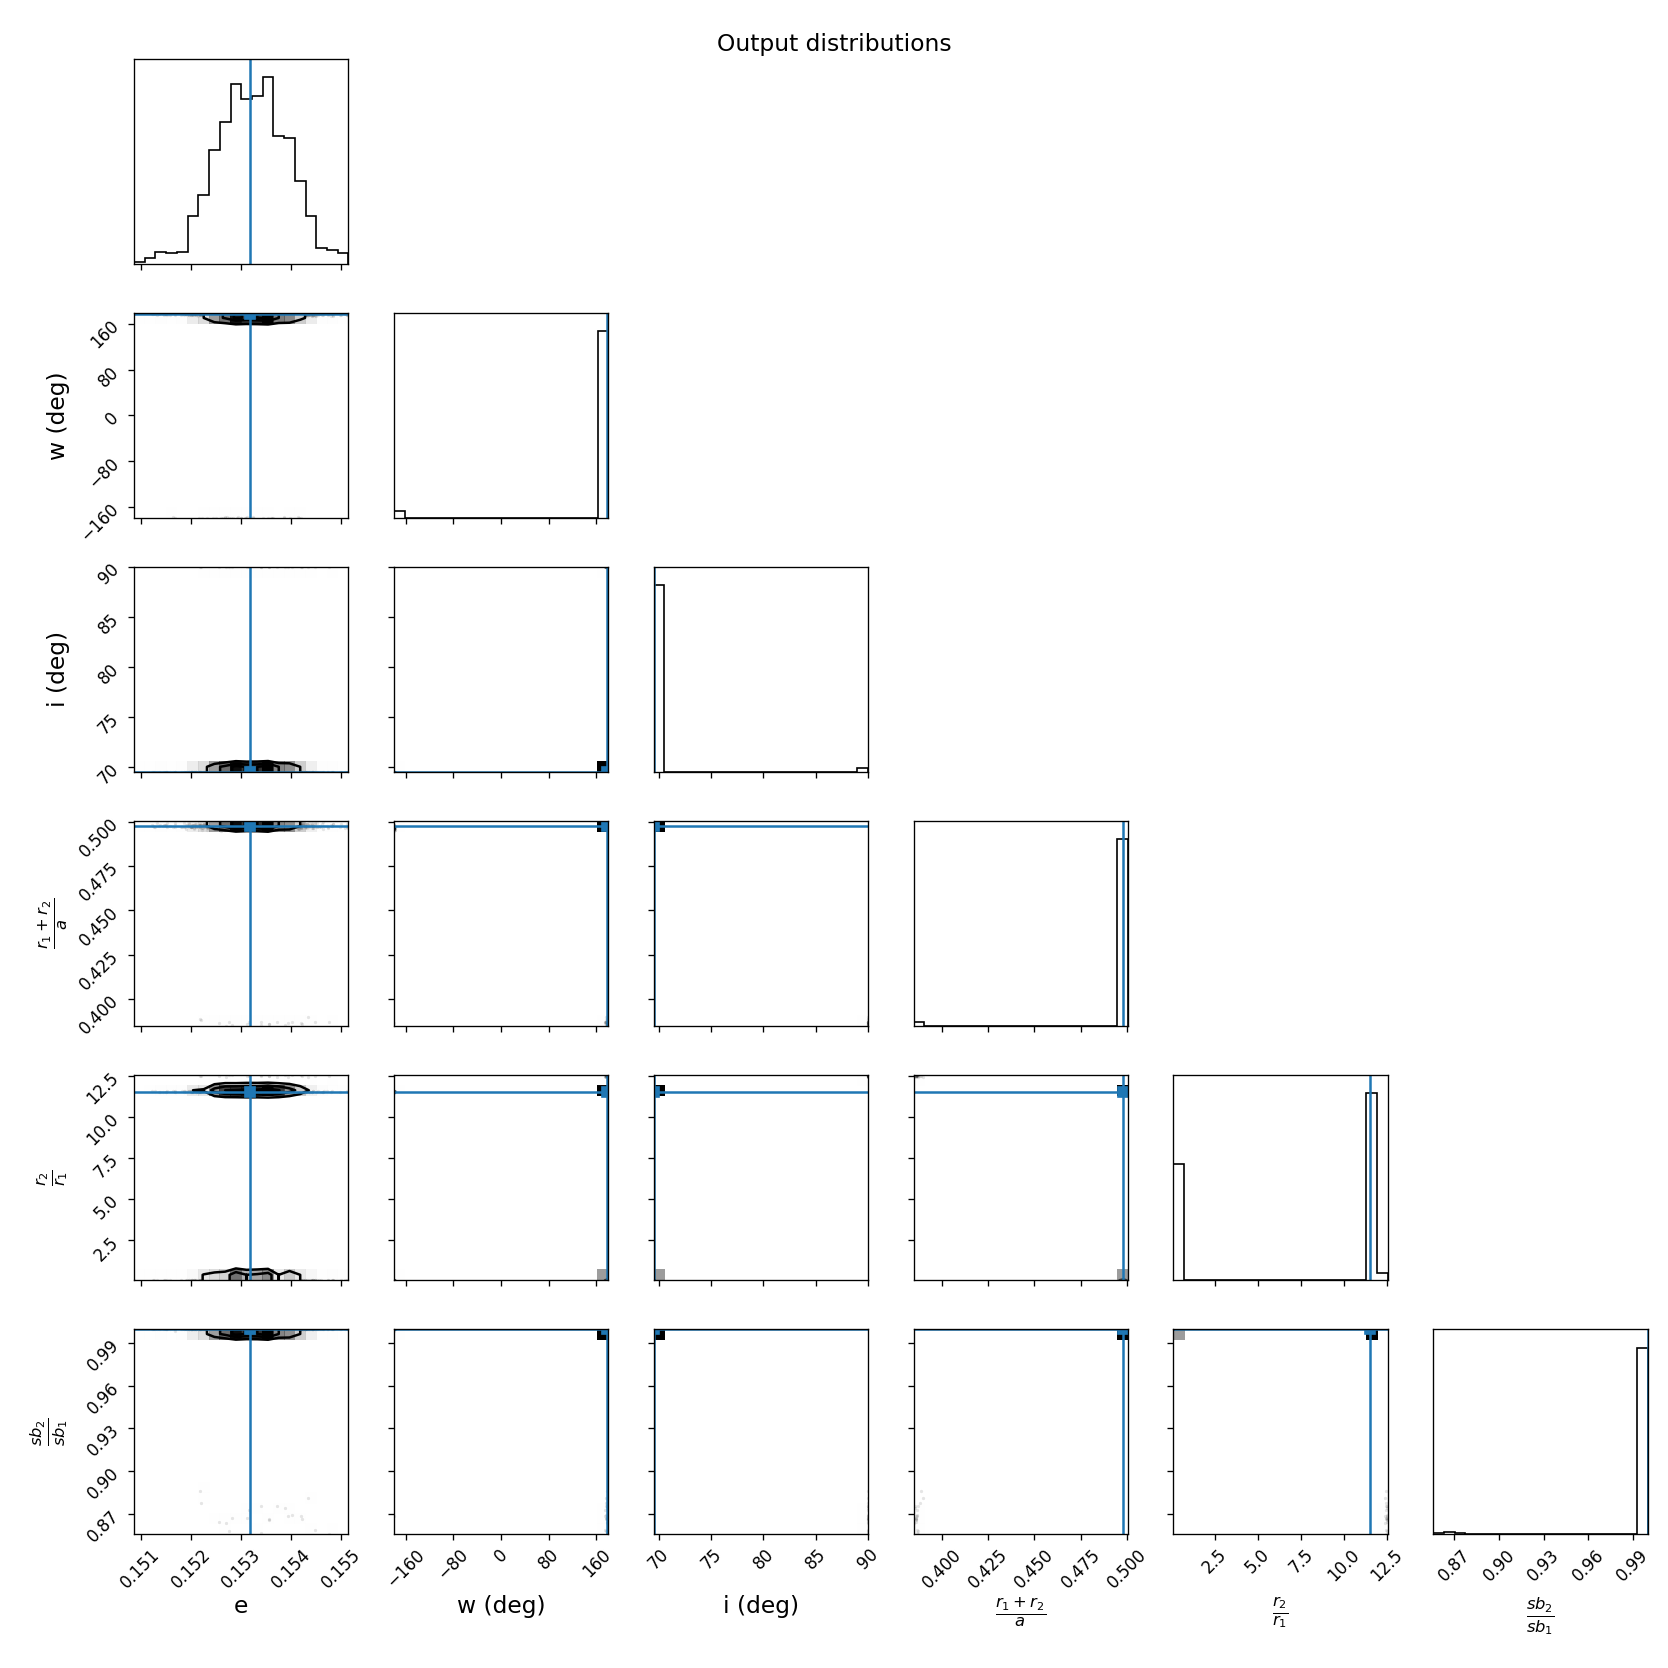 Output distributions
w (deg)
160
80
0
−80
−160
i (deg)
90
85
80
75
70
r₁ + r₂
a
0.500
0.475
0.450
0.425
0.400
r₂
r₁
12.5
10.0
7.5
5.0
2.5
sb₂
sb₁
0.99
0.96
0.93
0.90
0.87
0.151 0.152 0.153 0.154 0.155
−160 −80 0 80 160
70 75 80 85 90
0.400 0.425 0.450 0.475 0.500
2.5 5.0 7.5 10.0 12.5
0.87 0.90 0.93 0.96 0.99
e
w (deg)
i (deg)
r₁ + r₂
a
r₂
r₁
sb₂
sb₁